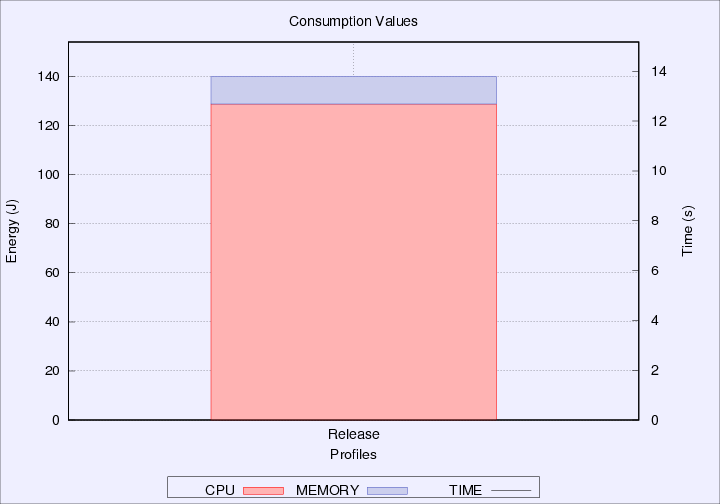 Consumption Values
Energy (J)
140
120
100
80
60
40
20
0
14
12
10
8
6
4
2
0
Time (s)
Release
Profiles
CPU MEMORY TIME